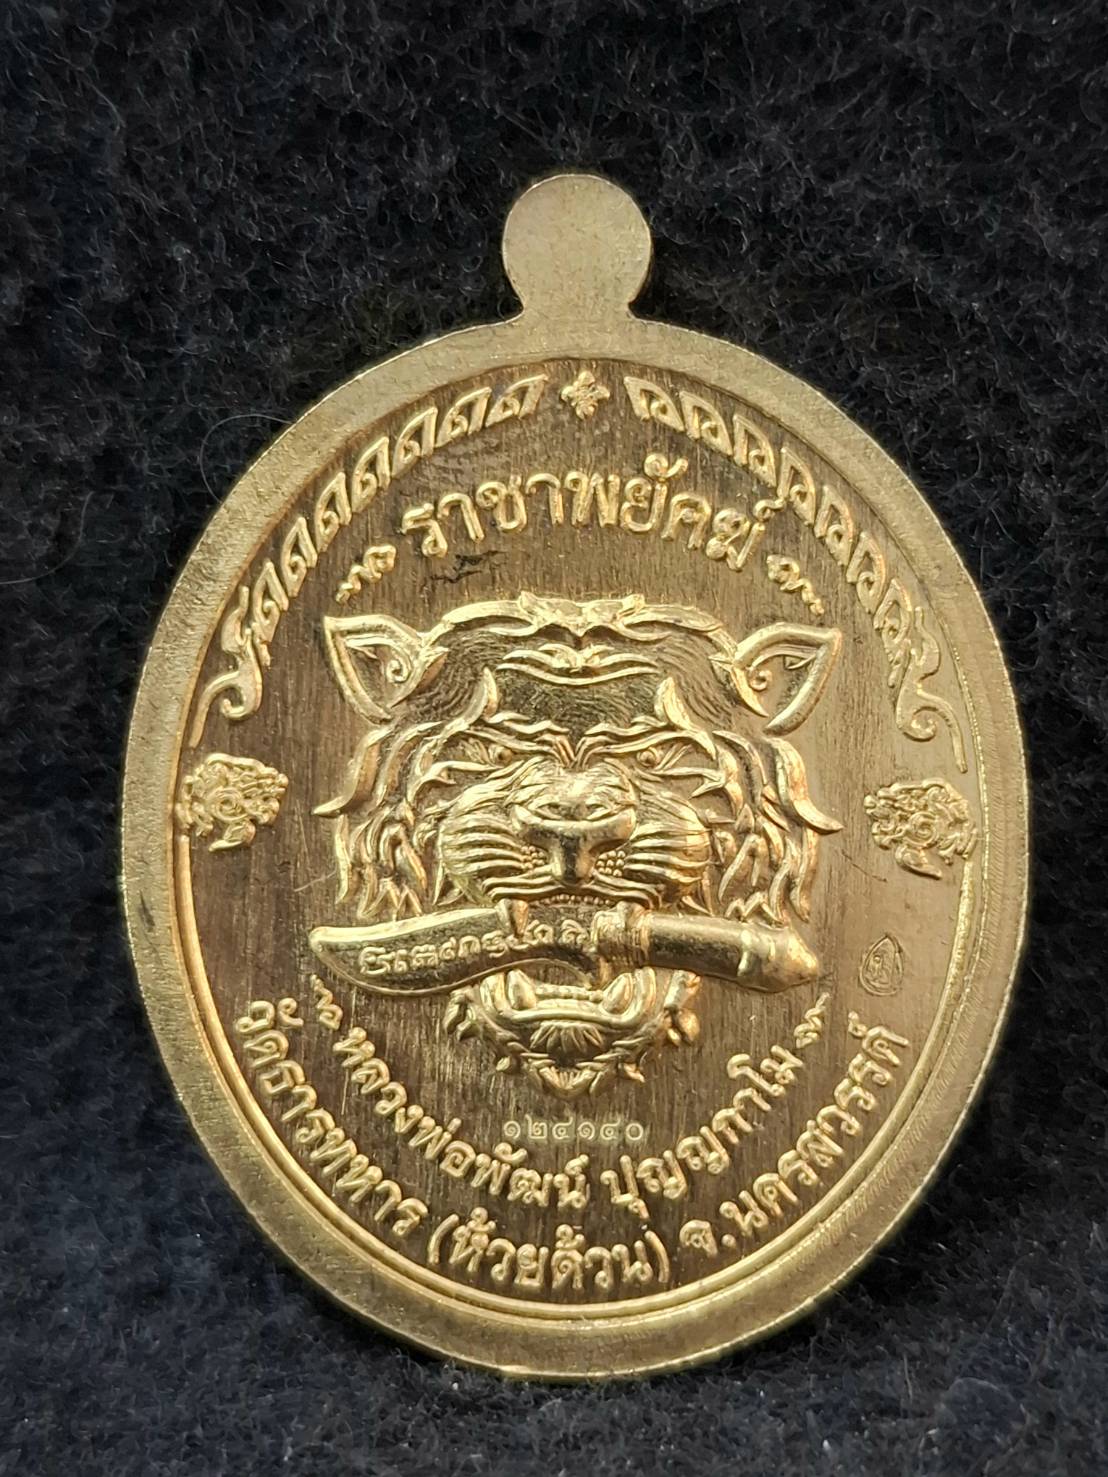 ราชาพยัคฆ์
๑๒๔๑๔๐
หลวงพ่อพัฒน์ ปุญญกาโม
วัดธารทหาร (ห้วยด้วน) จ.นครสวรรค์